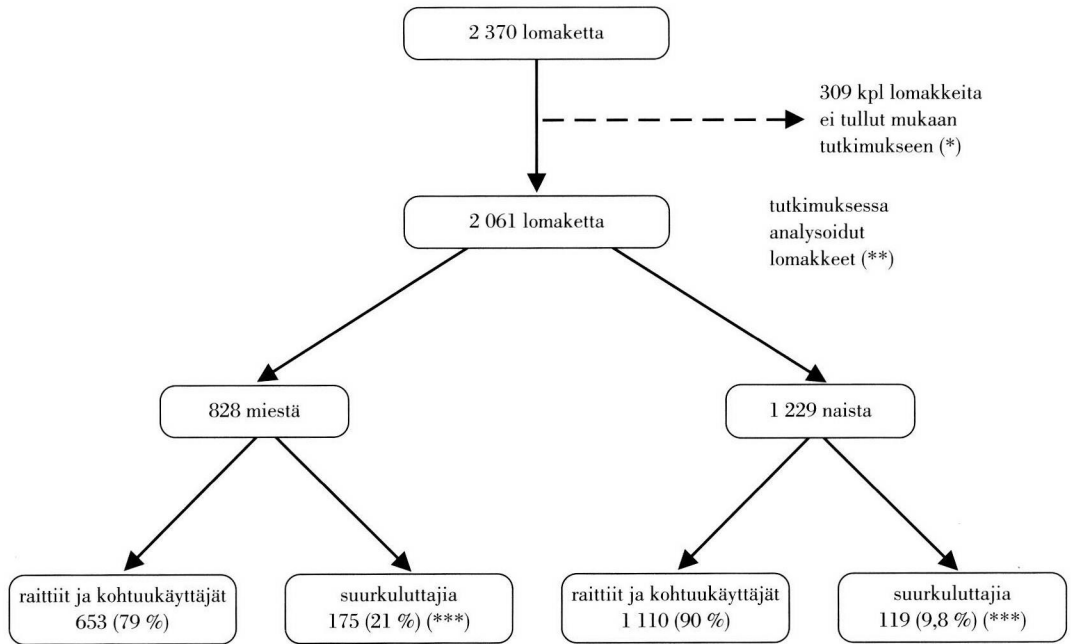 2 370 lomaketta
309 kpl lomakkeita
ei tullut mukaan
tutkimukseen (*)
2 061 lomaketta
tutkimuksessa
analysoidut
lomakkeet (**)
828 miestä
1 229 naista
raittiit ja kohtuukäyttäjät
653 (79 %)
suurkuluttajia
175 (21 %) (***)
raittiit ja kohtuukäyttäjät
1 110 (90 %)
suurkuluttajia
119 (9,8 %) (***)